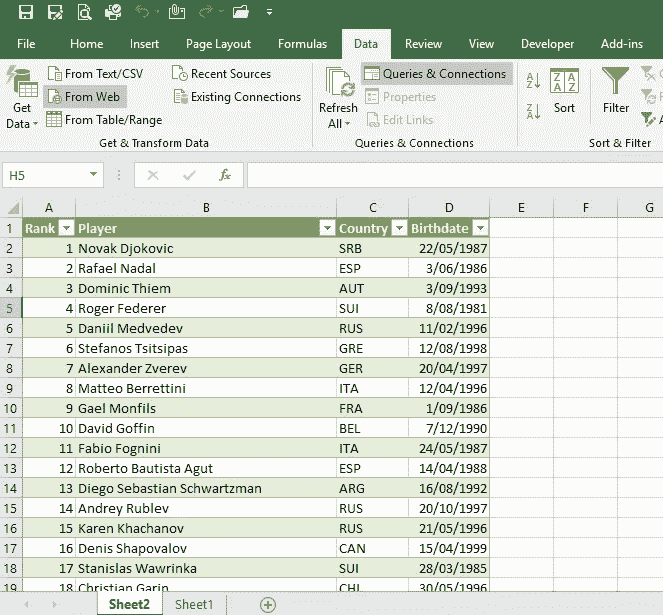 File Home Insert Page Layout Formulas Data Review View Developer Add-ins
Get Data
From Text/CSV
From Web
From Table/Range
Recent Sources
Existing Connections
Get & Transform Data
Refresh All
Queries & Connections
Properties
Edit Links
Queries & Connections
Sort
Filter
Sort & Filter
H5
A B C D E F G
1 Rank Player Country Birthdate
2 1 Novak Djokovic SRB 22/05/1987
3 2 Rafael Nadal ESP 3/06/1986
4 3 Dominic Thiem AUT 3/09/1993
5 4 Roger Federer SUI 8/08/1981
6 5 Daniil Medvedev RUS 11/02/1996
7 6 Stefanos Tsitsipas GRE 12/08/1998
8 7 Alexander Zverev GER 20/04/1997
9 8 Matteo Berrettini ITA 12/04/1996
10 9 Gael Monfils FRA 1/09/1986
11 10 David Goffin BEL 7/12/1990
12 11 Fabio Fognini ITA 24/05/1987
13 12 Roberto Bautista Agut ESP 14/04/1988
14 13 Diego Sebastian Schwartzman ARG 16/08/1992
15 14 Andrey Rublev RUS 20/10/1997
16 15 Karen Khachanov RUS 21/05/1996
17 16 Denis Shapovalov CAN 15/04/1999
18 17 Stanislas Wawrinka SUI 28/03/1985
19 18 Christian Garin CHI 30/05/1996
Sheet2 Sheet1